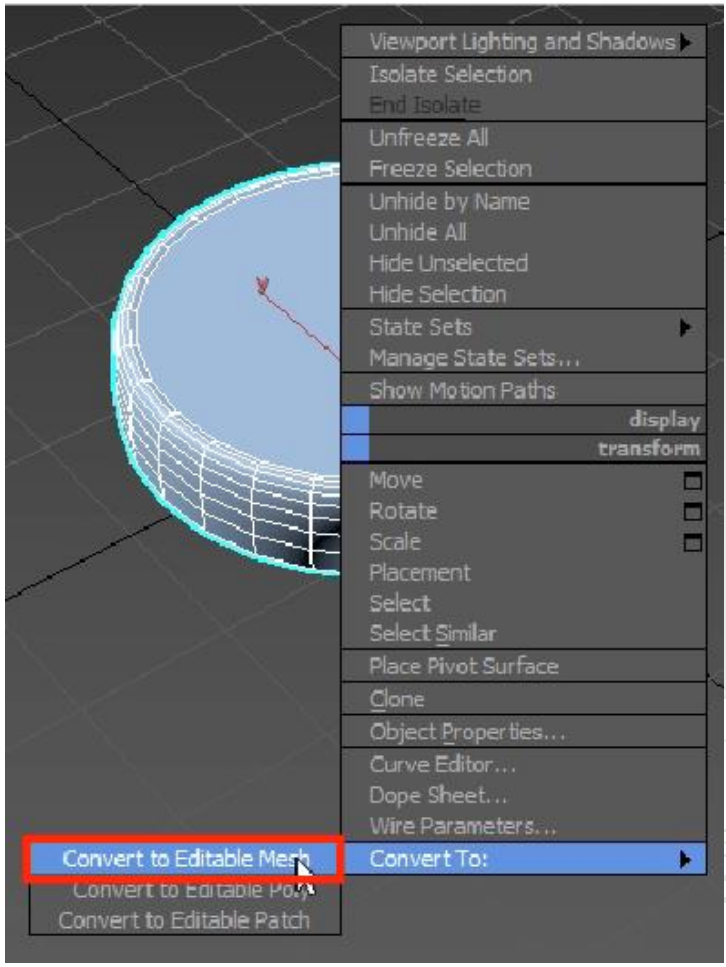 Viewport Lighting and Shadows
Isolate Selection
End Isolate
Unfreeze All
Freeze Selection
Unhide by Name
Unhide All
Hide Unselected
Hide Selection
State Sets
Manage State Sets...
Show Motion Paths
display
transform
Move
Rotate
Scale
Placement
Select
Select Similar
Place Pivot Surface
Clone
Object Properties...
Curve Editor...
Dope Sheet...
Wire Parameters...
Convert To:
Convert to Editable Mesh
Convert to Editable Poly
Convert to Editable Patch
y